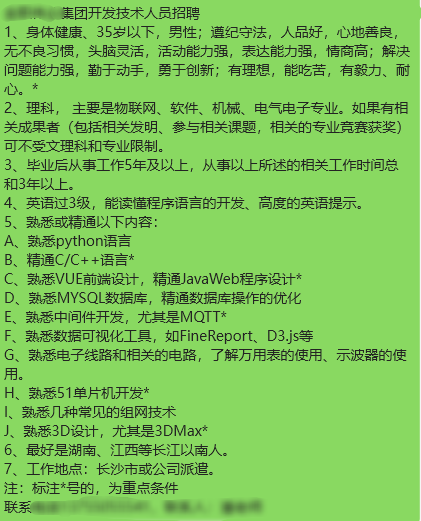 集团开发技术人员招聘
1、身体健康、35岁以下，男性；遵纪守法，人品好，心地善良，
无不良习惯，头脑灵活，活动能力强，表达能力强，情商高；解决
问题能力强，勤于动手，勇于创新；有理想，能吃苦，有毅力、耐
心。*
2、理科， 主要是物联网、软件、机械、电气电子专业。如果有相
关成果者（包括相关发明、参与相关课题，相关的专业竞赛获奖）
可不受文理科和专业限制。
3、毕业后从事工作5年及以上，从事以上所述的相关工作时间总
和3年以上。
4、英语过3级，能读懂程序语言的开发、高度的英语提示。
5、熟悉或精通以下内容：
A、熟悉python语言
B、精通C/C++语言*
C、熟悉VUE前端设计，精通JavaWeb程序设计*
D、熟悉MYSQL数据库，精通数据库操作的优化
E、熟悉中间件开发，尤其是MQTT*
F、熟悉数据可视化工具，如FineReport、D3.js等
G、熟悉电子线路和相关的电路，了解万用表的使用、示波器的使
用。
H、熟悉51单片机开发*
I、熟悉几种常见的组网技术
J、熟悉3D设计，尤其是3DMax*
6、最好是湖南、江西等长江以南人。
7、工作地点：长沙市或公司派遣。
注：标注*号的，为重点条件
联系